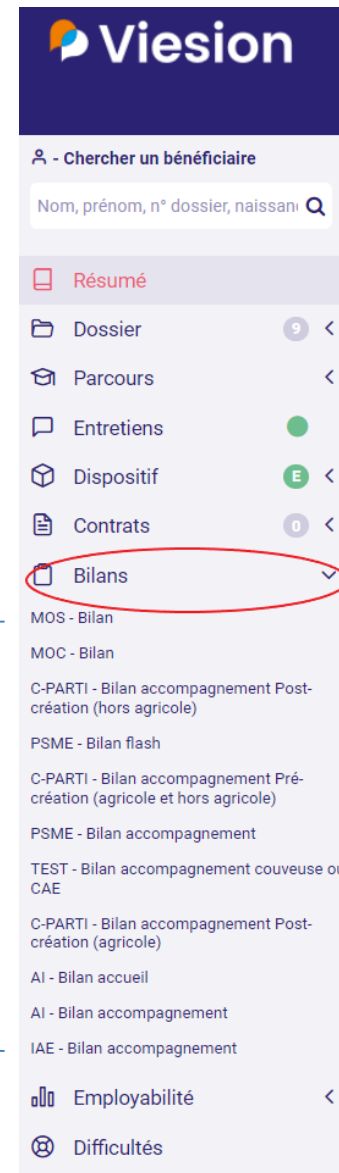 Viesion
- Chercher un bénéficiaire
Nom, prénom, n° dossier, naissan
Résumé
Dossier 9
Parcours
Entretiens
Dispositif E
Contrats 0
Bilans
MOS - Bilan
MOC - Bilan
C-PARTI - Bilan accompagnement Post-
création (hors agricole)
PSME - Bilan flash
C-PARTI - Bilan accompagnement Pré-
création (agricole et hors agricole)
PSME - Bilan accompagnement
TEST - Bilan accompagnement couveuse ou
CAE
C-PARTI - Bilan accompagnement Post-
création (agricole)
AI - Bilan accueil
AI - Bilan accompagnement
IAE - Bilan accompagnement
Employabilité
Difficultés